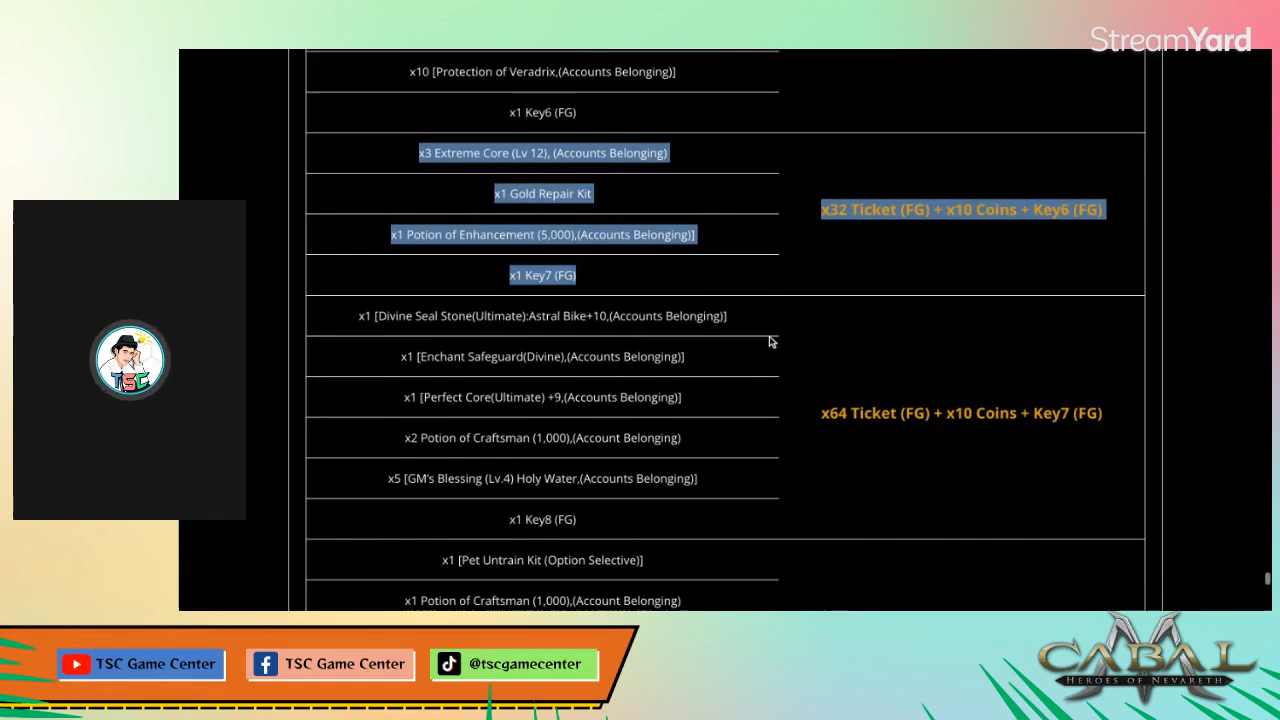 StreamYard
x10 [Protection of Veradrix,(Accounts Belonging)]
x1 Key6 (FG)
x3 Extreme Core (Lv 12), (Accounts Belonging)
x1 Gold Repair Kit
x32 Ticket (FG) + x10 Coins + Key6 (FG)
x1 Potion of Enhancement (5,000),(Accounts Belonging)]
x1 Key7 (FG)
x1 [Divine Seal Stone(Ultimate):Astral Bike+10,(Accounts Belonging)]
x1 [Enchant Safeguard(Divine),(Accounts Belonging)]
x1 [Perfect Core(Ultimate) +9,(Accounts Belonging)]
x64 Ticket (FG) + x10 Coins + Key7 (FG)
x2 Potion of Craftsman (1,000),(Account Belonging)
x5 [GM's Blessing (Lv.4) Holy Water,(Accounts Belonging)]
x1 Key8 (FG)
x1 [Pet Untrain Kit (Option Selective)]
x1 Potion of Craftsman (1,000),(Account Belonging)
TSC
TSC Game Center
TSC Game Center
@tscgamecenter
CABAL
HEROES OF NEVARETH